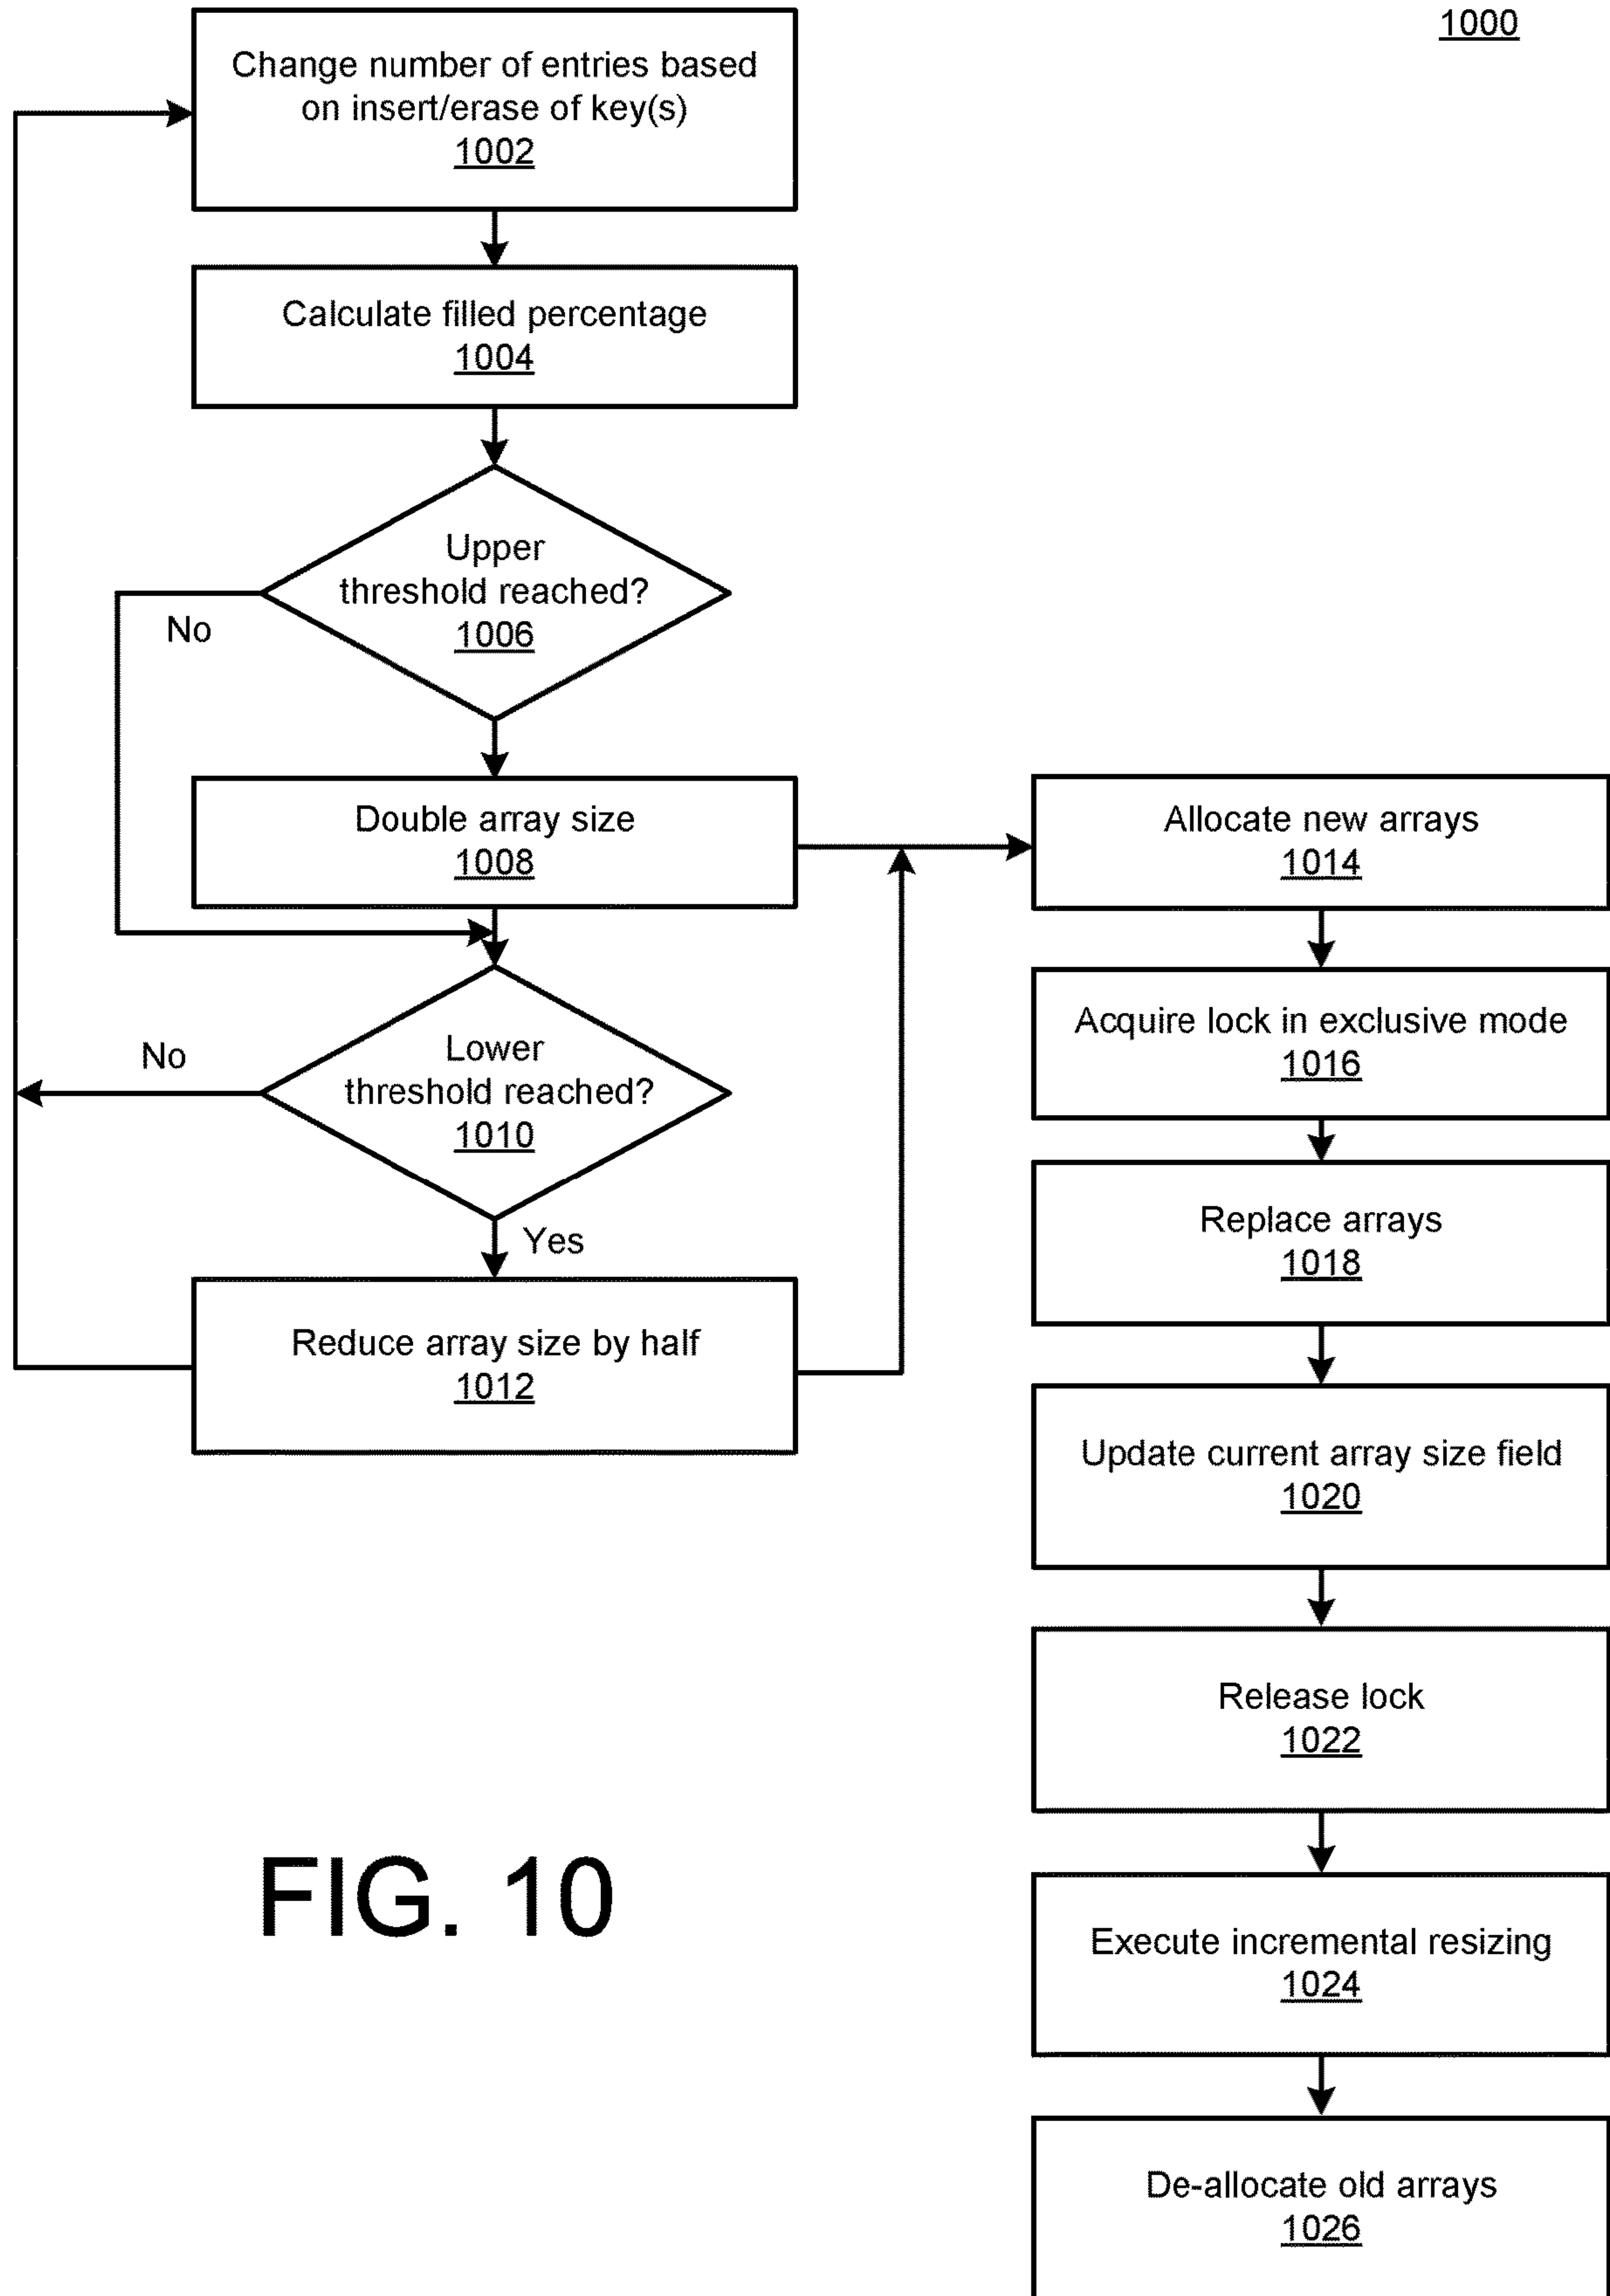 1000
Change number of entries based
on insert/erase of key(s)
1002
Calculate filled percentage
1004
Upper
threshold reached?
1006
No
Double array size
1008
Lower
threshold reached?
1010
No
Yes
Reduce array size by half
1012
Allocate new arrays
1014
Acquire lock in exclusive mode
1016
Replace arrays
1018
Update current array size field
1020
Release lock
1022
Execute incremental resizing
1024
De-allocate old arrays
1026
FIG. 10